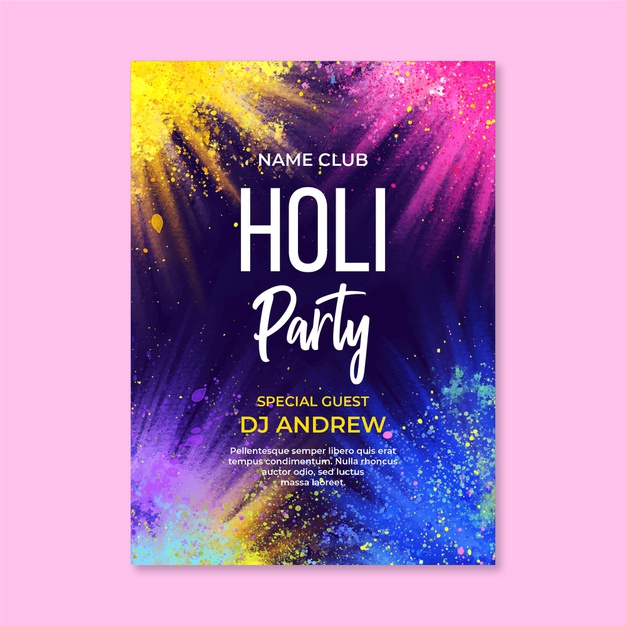 NAME CLUB
HOLI
Party
SPECIAL GUEST
DJ ANDREW
Pellentesque semper libero quam erat
tempus condimentum. Nulla rhoncus
auctor odio, sed luctus
massa laoreet.